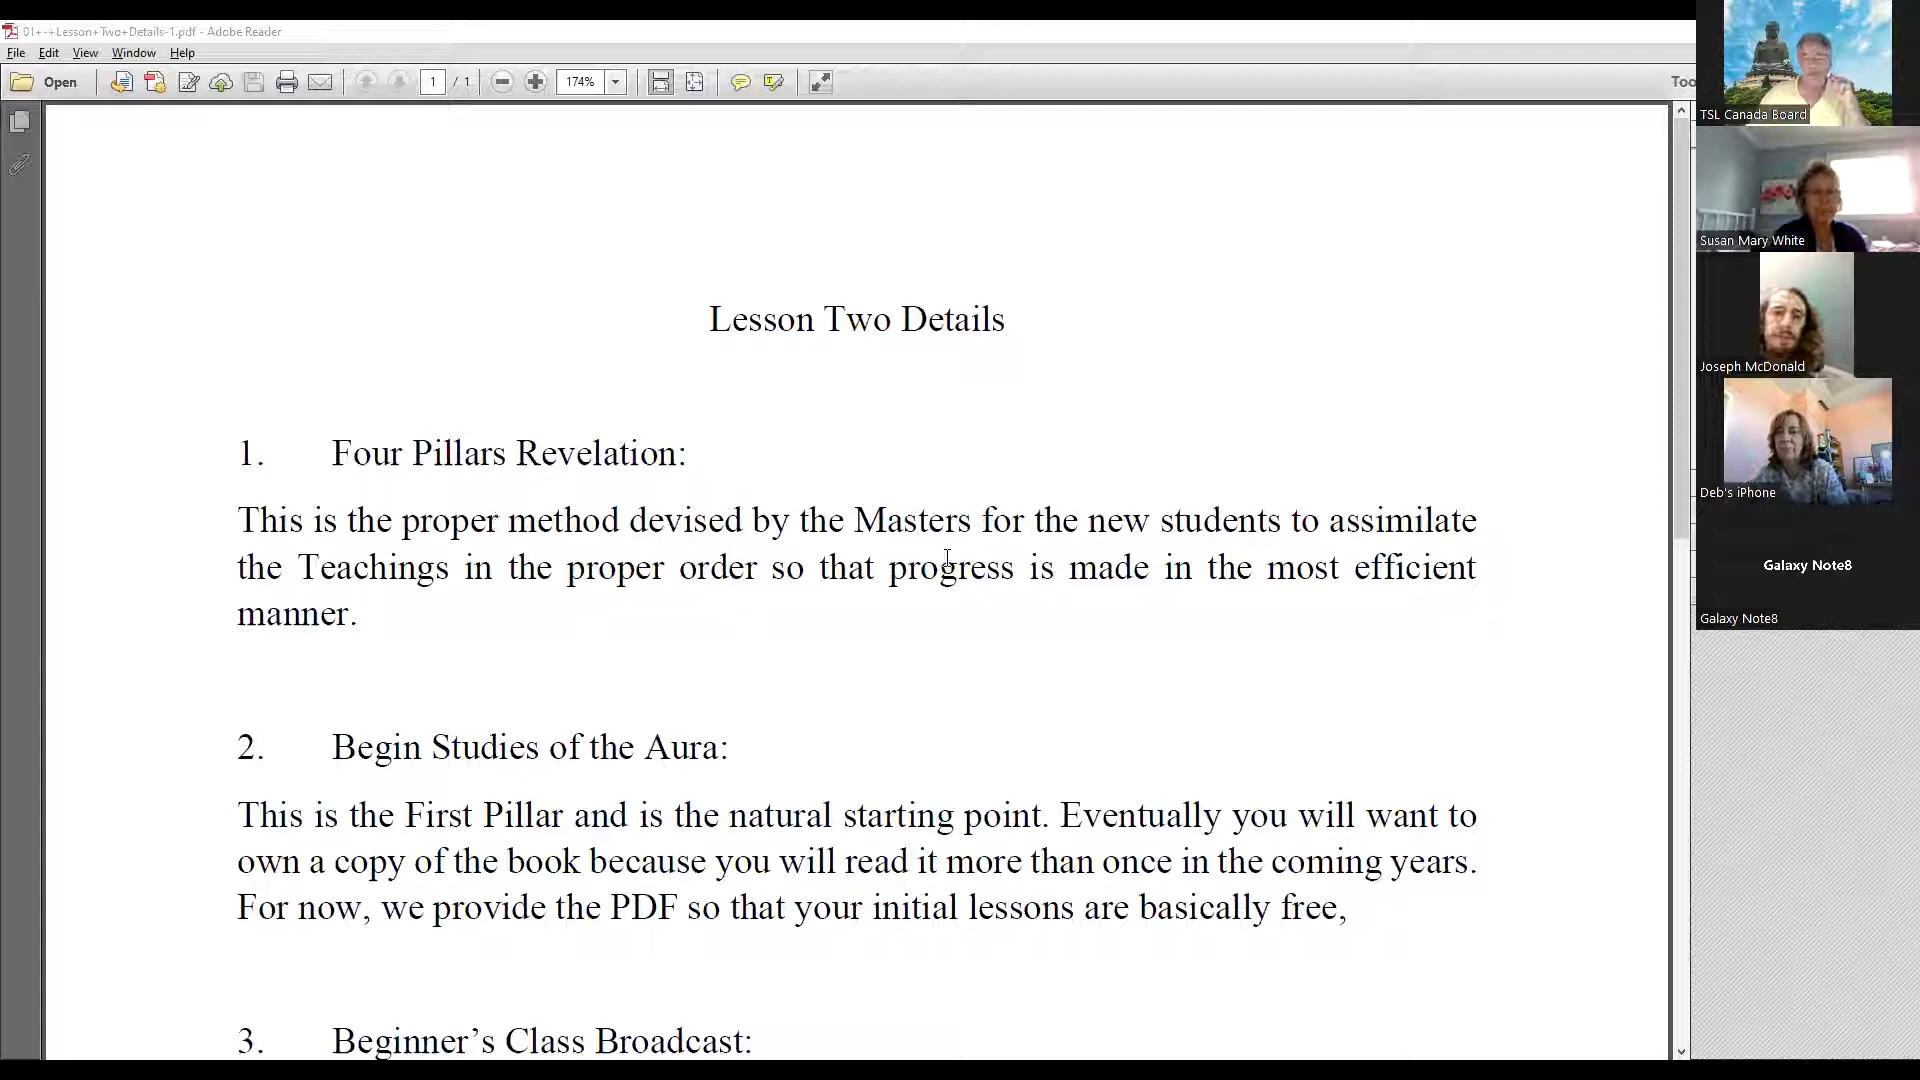 01+-+Lesson+Two+Details-1.pdf - Adobe Reader
File Edit View Window Help
Open 1 / 1 174%
TSL Canada Board
Susan Mary White
Joseph McDonald
Deb's iPhone
Galaxy Note8
Galaxy Note8
Lesson Two Details
1. Four Pillars Revelation:
This is the proper method devised by the Masters for the new students to assimilate
the Teachings in the proper order so that progress is made in the most efficient
manner.
2. Begin Studies of the Aura:
This is the First Pillar and is the natural starting point. Eventually you will want to
own a copy of the book because you will read it more than once in the coming years.
For now, we provide the PDF so that your initial lessons are basically free,
3. Beginner’s Class Broadcast: